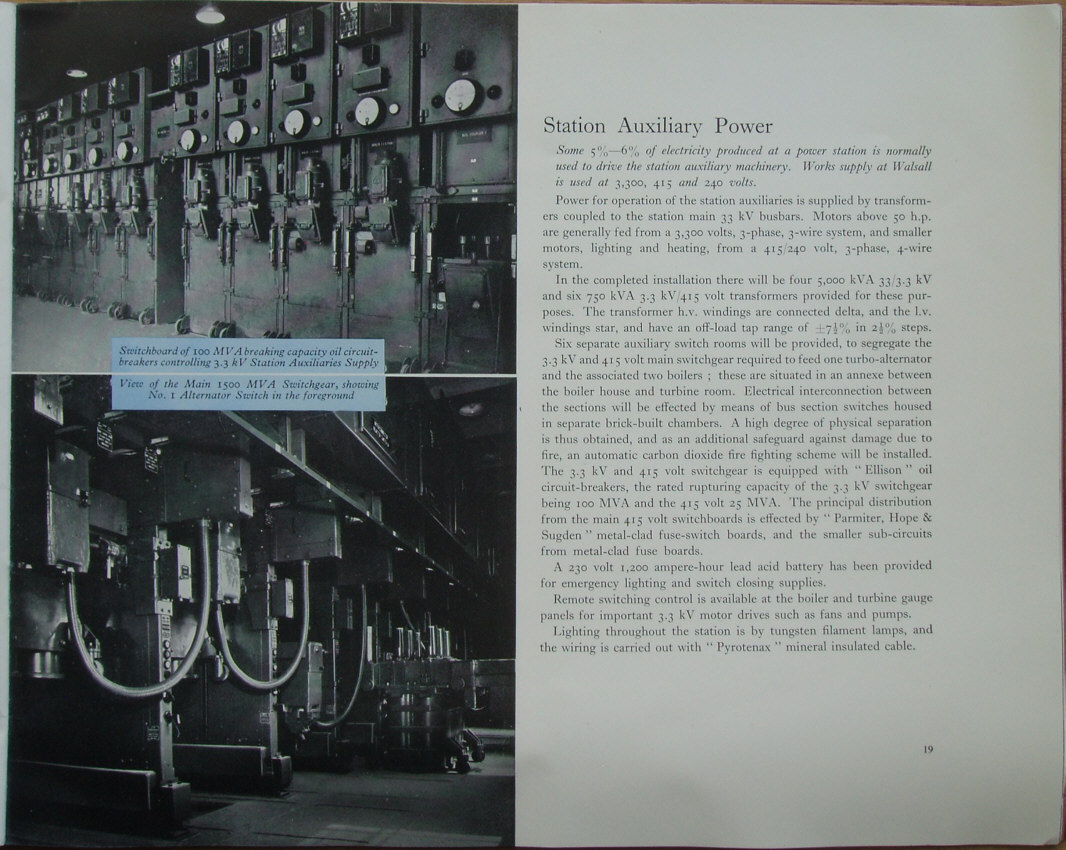 Switchboard of 100 MVA breaking capacity oil circuit-
breakers controlling 3.3 kV Station Auxiliaries Supply
View of the Main 1500 MVA Switchgear, showing
No. 1 Alternator Switch in the foreground
Station Auxiliary Power
Some 5%—6% of electricity produced at a power station is normally
used to drive the station auxiliary machinery. Works supply at Walsall
is used at 3,300, 415 and 240 volts.
Power for operation of the station auxiliaries is supplied by transform-
ers coupled to the station main 33 kV busbars. Motors above 50 h.p.
are generally fed from a 3,300 volts, 3-phase, 3-wire system, and smaller
motors, lighting and heating, from a 415/240 volt, 3-phase, 4-wire
system.
In the completed installation there will be four 5,000 kVA 33/3.3 kV
and six 750 kVA 3.3 kV/415 volt transformers provided for these pur-
poses. The transformer h.v. windings are connected delta, and the l.v.
windings star, and have an off-load tap range of ±7½% in 2½% steps.
Six separate auxiliary switch rooms will be provided, to segregate the
3.3 kV and 415 volt main switchgear required to feed one turbo-alternator
and the associated two boilers ; these are situated in an annexe between
the boiler house and turbine room. Electrical interconnection between
the sections will be effected by means of bus section switches housed
in separate brick-built chambers. A high degree of physical separation
is thus obtained, and as an additional safeguard against damage due to
fire, an automatic carbon dioxide fire fighting scheme will be installed.
The 3.3 kV and 415 volt switchgear is equipped with “ Ellison ” oil
circuit-breakers, the rated rupturing capacity of the 3.3 kV switchgear
being 100 MVA and the 415 volt 25 MVA. The principal distribution
from the main 415 volt switchboards is effected by “ Parmiter, Hope &
Sugden ” metal-clad fuse-switch boards, and the smaller sub-circuits
from metal-clad fuse boards.
A 230 volt 1,200 ampere-hour lead acid battery has been provided
for emergency lighting and switch closing supplies.
Remote switching control is available at the boiler and turbine gauge
panels for important 3.3 kV motor drives such as fans and pumps.
Lighting throughout the station is by tungsten filament lamps, and
the wiring is carried out with “ Pyrotenax ” mineral insulated cable.
19